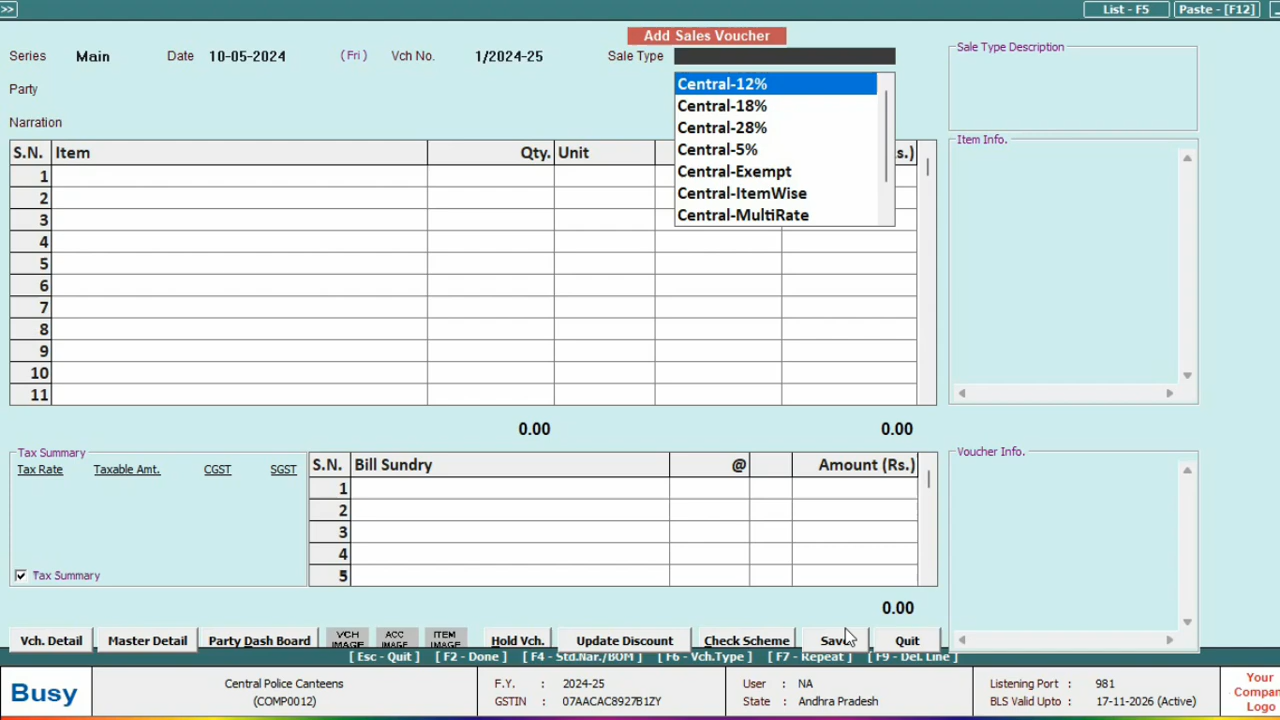 >>
List - F5
Paste - [F12]
Add Sales Voucher
Series Main Date 10-05-2024 (Fri) Vch No. 1/2024-25 Sale Type
Sale Type Description
Party
Narration
Central-12%
Central-18%
Central-28%
Central-5%
Central-Exempt
Central-ItemWise
Central-MultiRate
S.N. Item Qty. Unit s.)
1
2
3
4
5
6
7
8
9
10
11
Item Info.
0.00 0.00
Tax Summary
Tax Rate Taxable Amt. CGST SGST
Tax Summary
S.N. Bill Sundry @ Amount (Rs.)
1
2
3
4
5
0.00
Voucher Info.
Vch. Detail Master Detail Party Dash Board VCH IMAGE ACC IMAGE ITEM IMAGE Hold Vch. Update Discount Check Scheme Save Quit
[ Esc - Quit ] [ F2 - Done ] [ F4 - Std.Nar./BOM ] [ F6 - Vch.Type ] [ F7 - Repeat ] [ F9 - Del. Line ]
Busy
Central Police Canteens
(COMP0012)
F.Y. : 2024-25
GSTIN : 07AACAC8927B1ZY
User : NA
State : Andhra Pradesh
Listening Port : 981
BLS Valid Upto : 17-11-2026 (Active)
Your
Compan
Logo